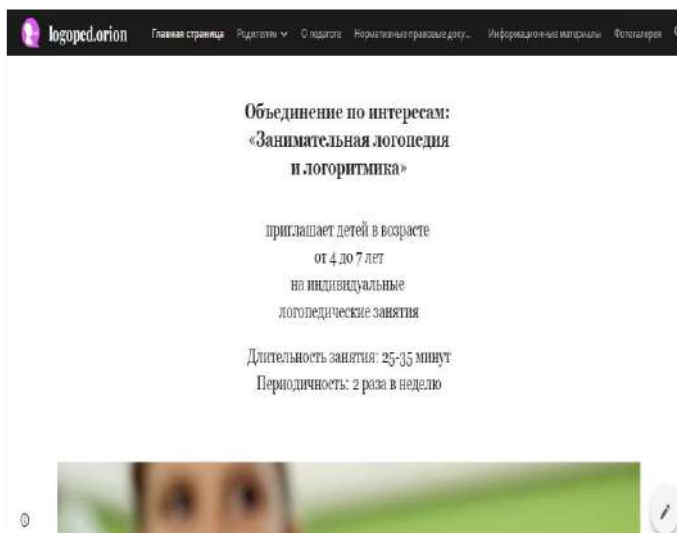 logoped.orion
Главная страница Родителям О педагоге Нормативные правовые доку... Информационные материалы Фотогалерея
Объединение по интересам:
«Занимательная логопедия
и логоритмика»
приглашает детей в возрасте
от 4 до 7 лет
на индивидуальные
логопедические занятия
Длительность занятия: 25-35 минут
Периодичность: 2 раза в неделю